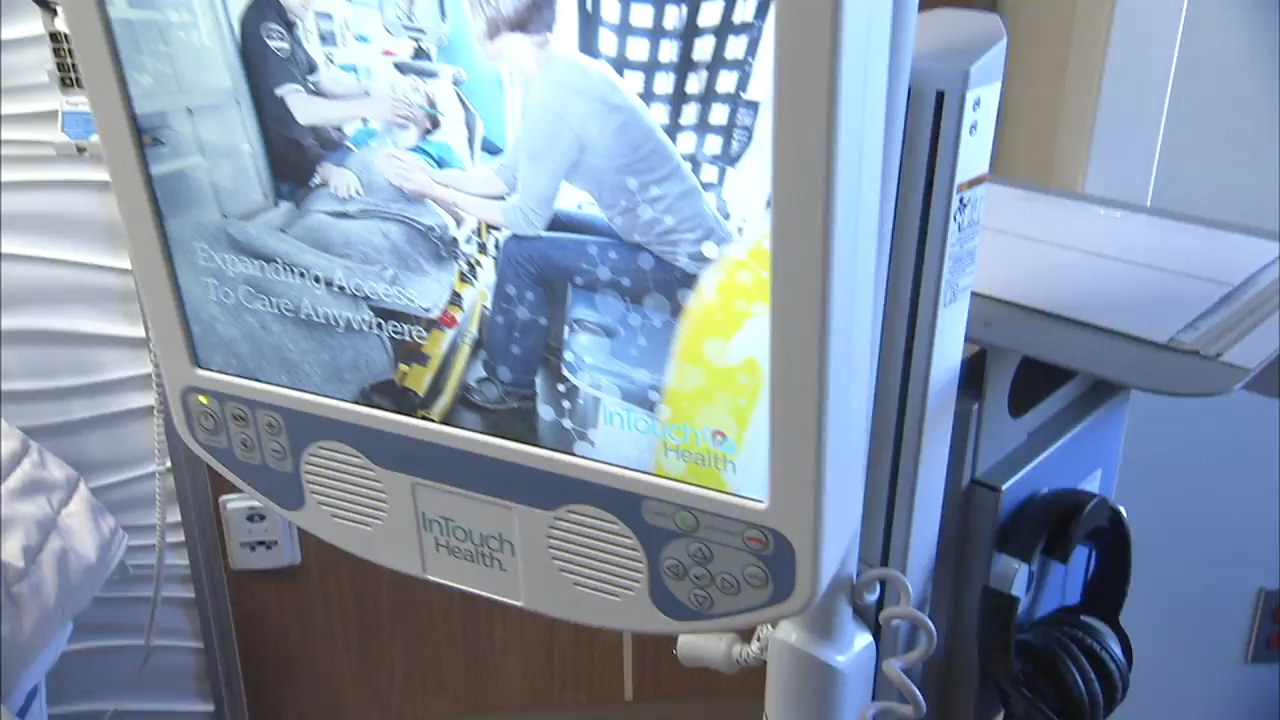 Expanding Access
To Care Anywhere
InTouch
Health
InTouch
Health.